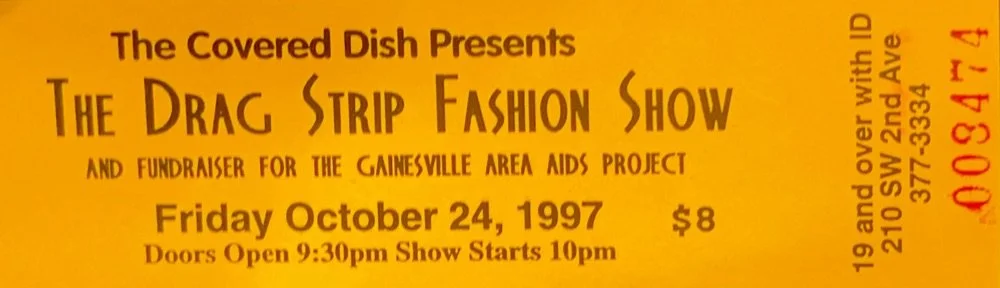 The Covered Dish Presents
THE DRAG STRIP FASHION SHOW
AND FUNDRAISER FOR THE GAINESVILLE AREA AIDS PROJECT
Friday October 24, 1997 $8
Doors Open 9:30pm Show Starts 10pm
19 and over with ID
210 SW 2nd Ave
377-3334
008474